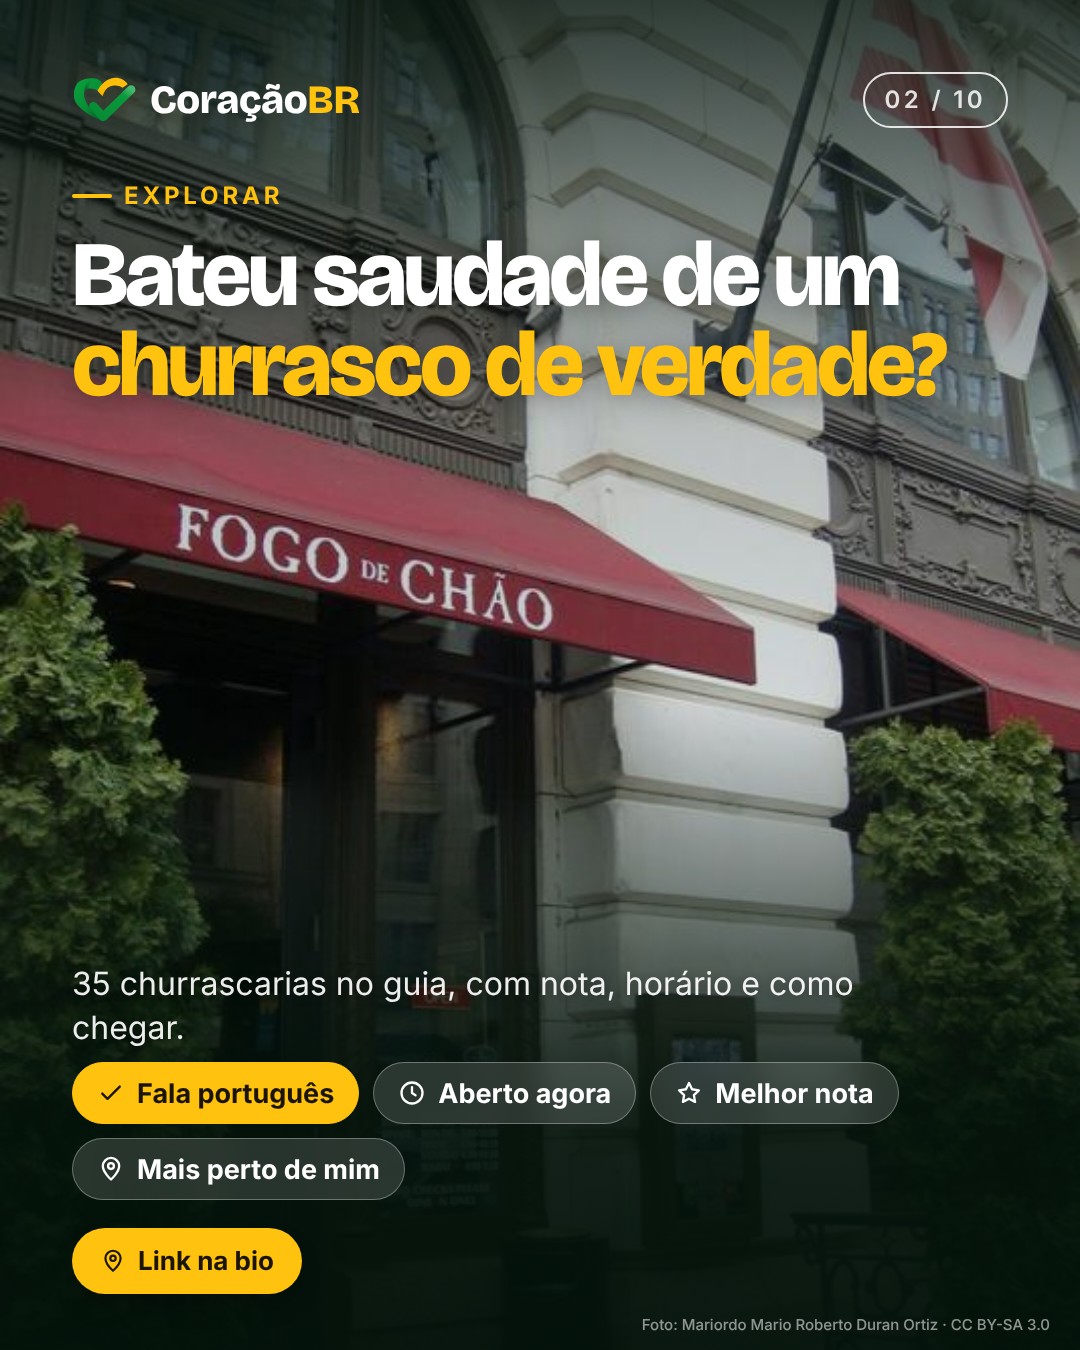 CoraçãoBR
02 / 10
EXPLORAR
Bateu saudade de um
churrasco de verdade?
FOGO DE CHÃO
35 churrascarias no guia, com nota, horário e como
chegar.
Fala português
Aberto agora
Melhor nota
Mais perto de mim
Link na bio
Foto: Mariordo Mario Roberto Duran Ortiz · CC BY-SA 3.0